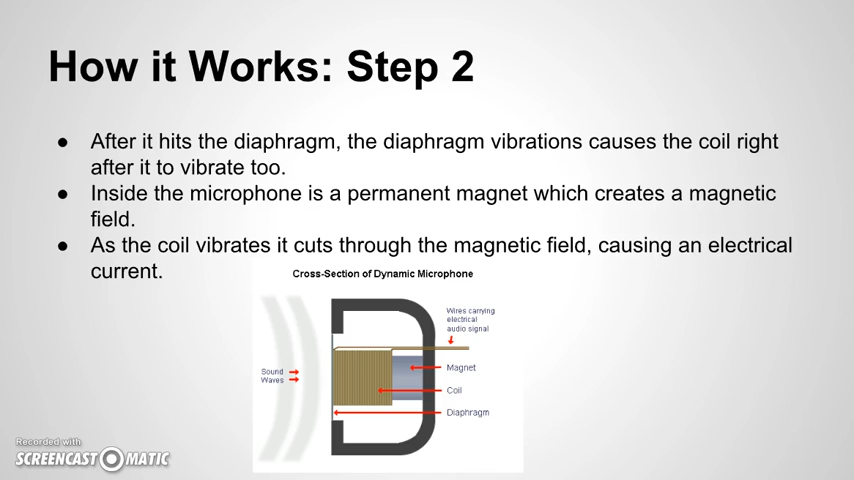 How it Works: Step 2
● After it hits the diaphragm, the diaphragm vibrations causes the coil right
after it to vibrate too.
● Inside the microphone is a permanent magnet which creates a magnetic
field.
● As the coil vibrates it cuts through the magnetic field, causing an electrical
current.
Cross-Section of Dynamic Microphone
Wires carrying
electrical
audio signal
Sound
Waves
Magnet
Coil
Diaphragm
Recorded with
SCREENCAST-O-MATIC